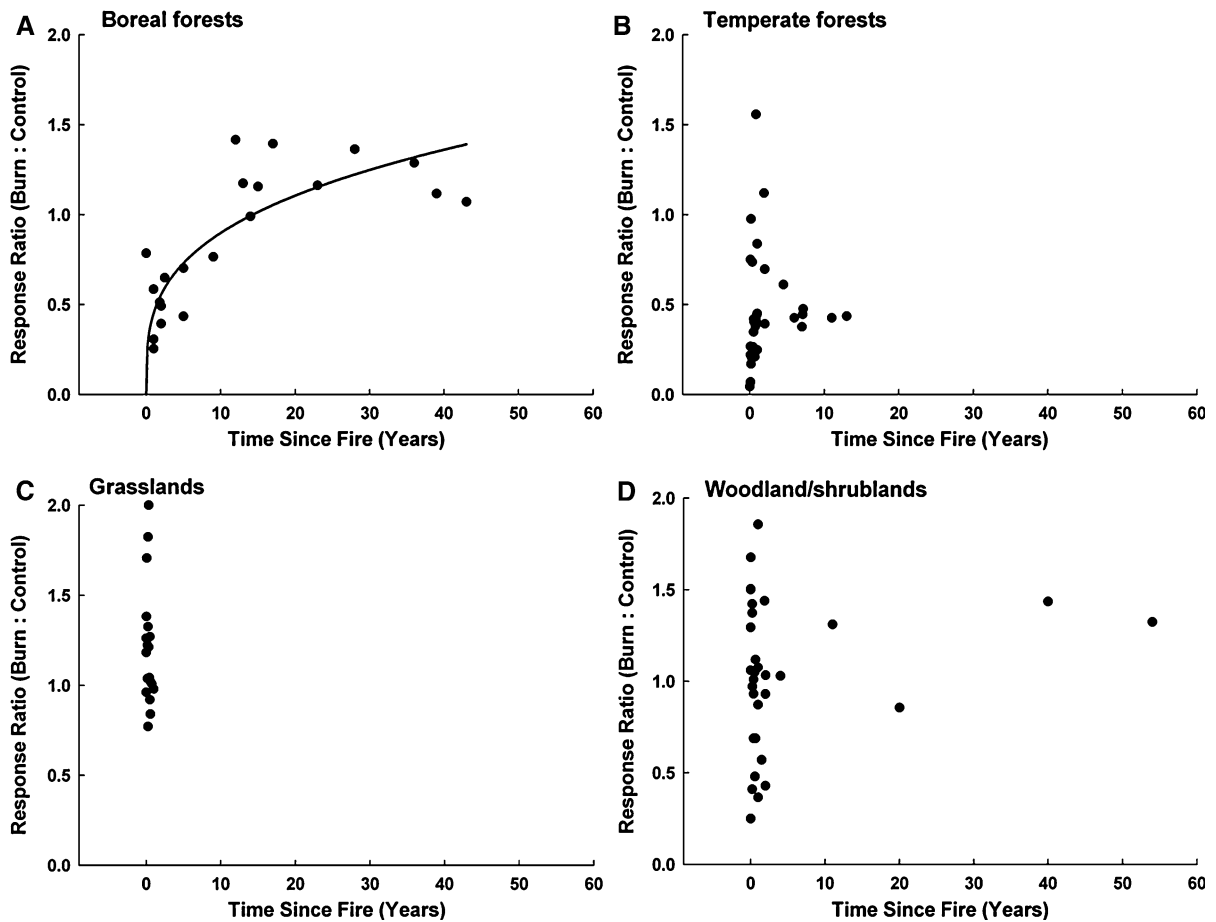 A Boreal forests
2.0
1.5
1.0
0.5
0.0
Response Ratio (Burn : Control)
0 10 20 30 40 50 60
Time Since Fire (Years)
B Temperate forests
2.0
1.5
1.0
0.5
0.0
Response Ratio (Burn : Control)
0 10 20 30 40 50 60
Time Since Fire (Years)
C Grasslands
2.0
1.5
1.0
0.5
0.0
Response Ratio (Burn : Control)
0 10 20 30 40 50 60
Time Since Fire (Years)
D Woodland/shrublands
2.0
1.5
1.0
0.5
0.0
Response Ratio (Burn : Control)
0 10 20 30 40 50 60
Time Since Fire (Years)